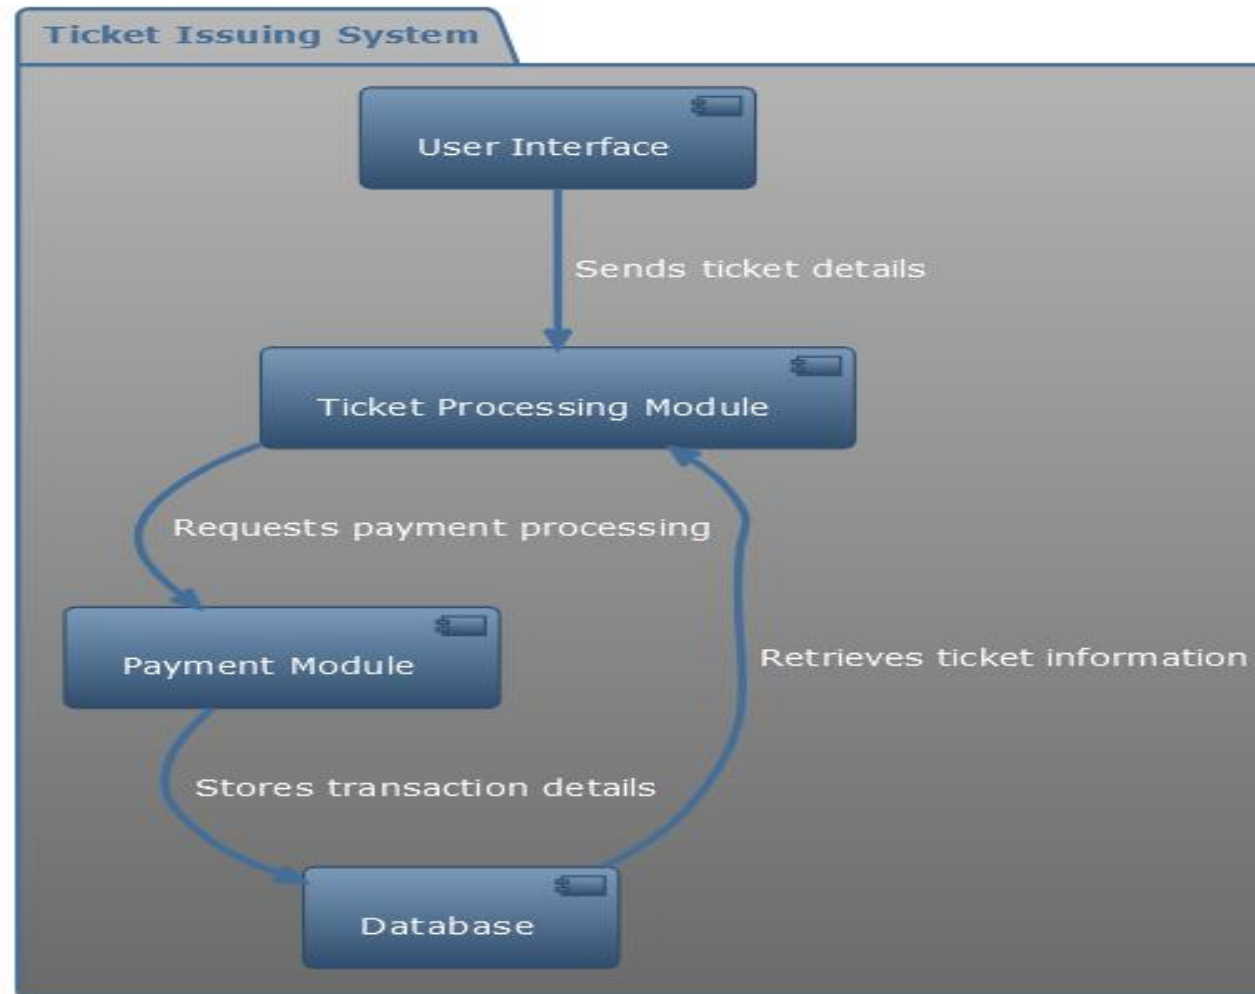 Ticket Issuing System
User Interface
Sends ticket details
Ticket Processing Module
Requests payment processing
Payment Module
Retrieves ticket information
Stores transaction details
Database